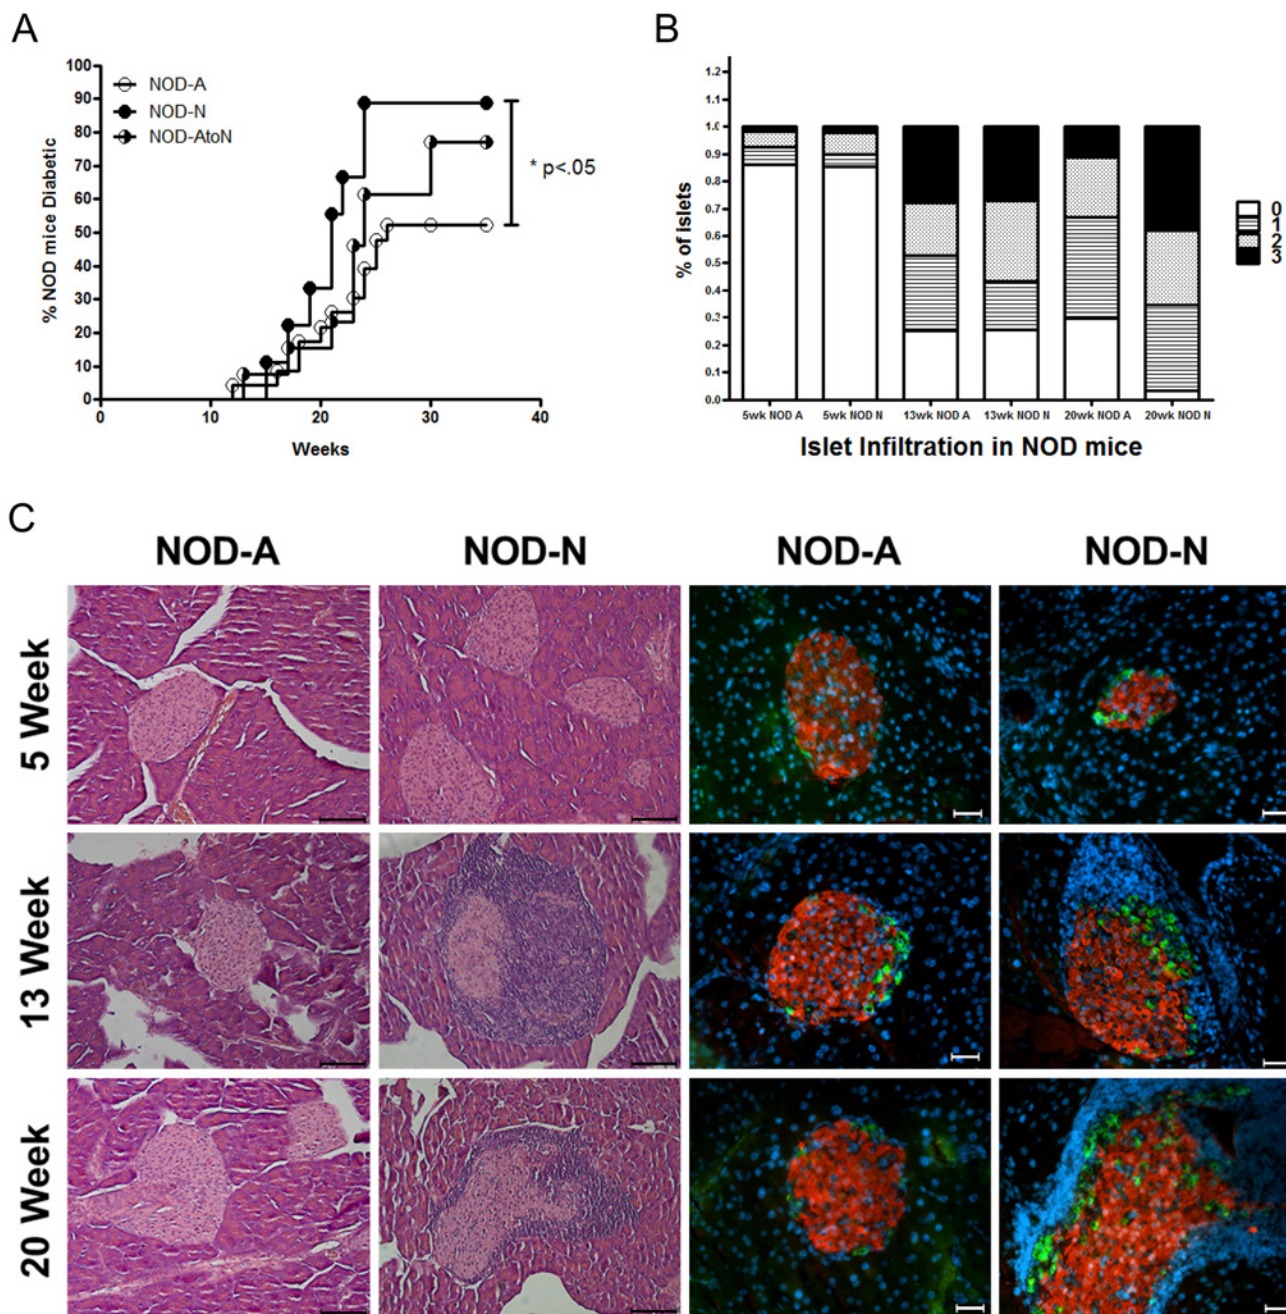 A
100
90
80
70
60
50
40
30
20
10
0
% NOD mice Diabetic
NOD-A
NOD-N
NOD-AtoN
* p<.05
0 10 20 30 40
Weeks
B
1.2
1.1
1.0
0.9
0.8
0.7
0.6
0.5
0.4
0.3
0.2
0.1
0.0
% of islets
0
1
2
3
5wk NOD A 5wk NOD N 13wk NOD A 13wk NOD N 20wk NOD A 20wk NOD N
Islet Infiltration in NOD mice
C
NOD-A NOD-N NOD-A NOD-N
5 Week
13 Week
20 Week